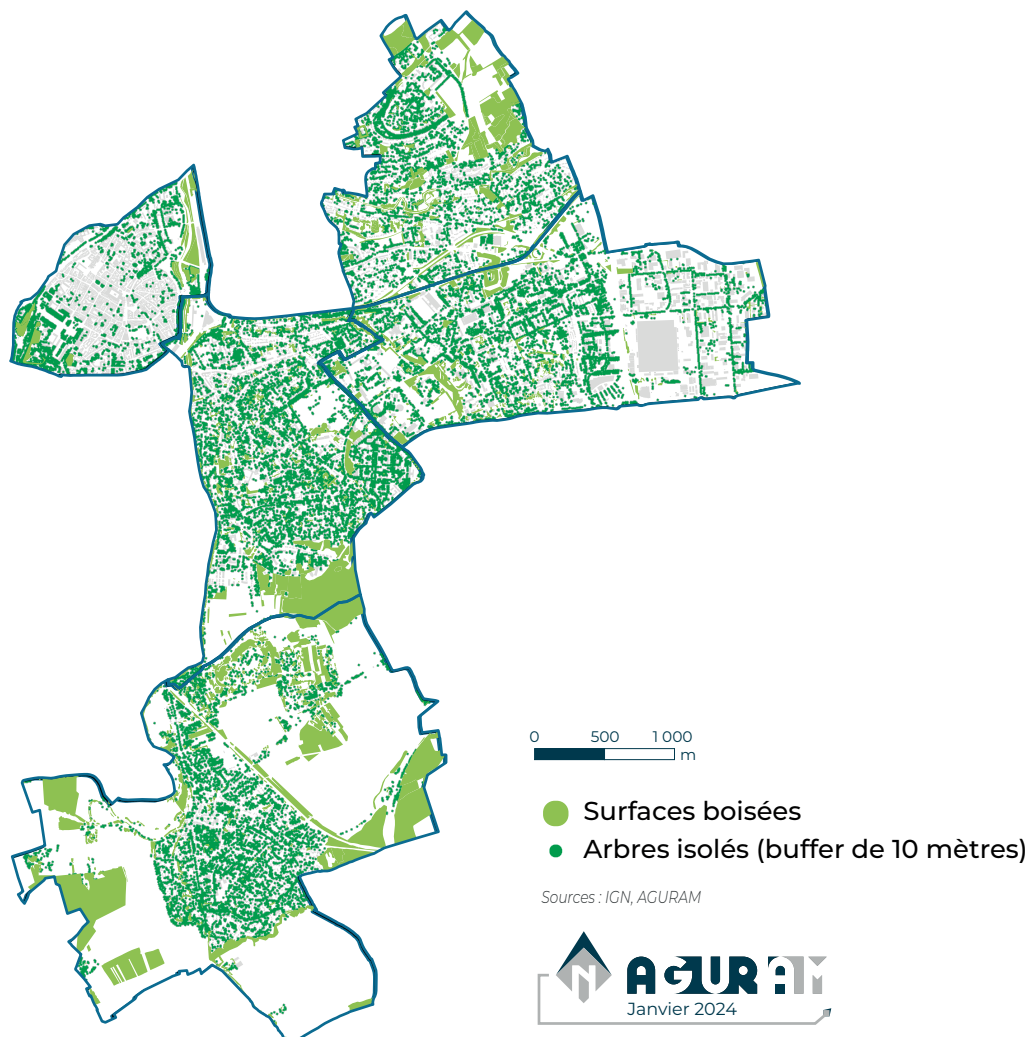 0 500 1 000
m
Surfaces boisées
Arbres isolés (buffer de 10 mètres)
Sources : IGN, AGURAM
N AGURAM
Janvier 2024